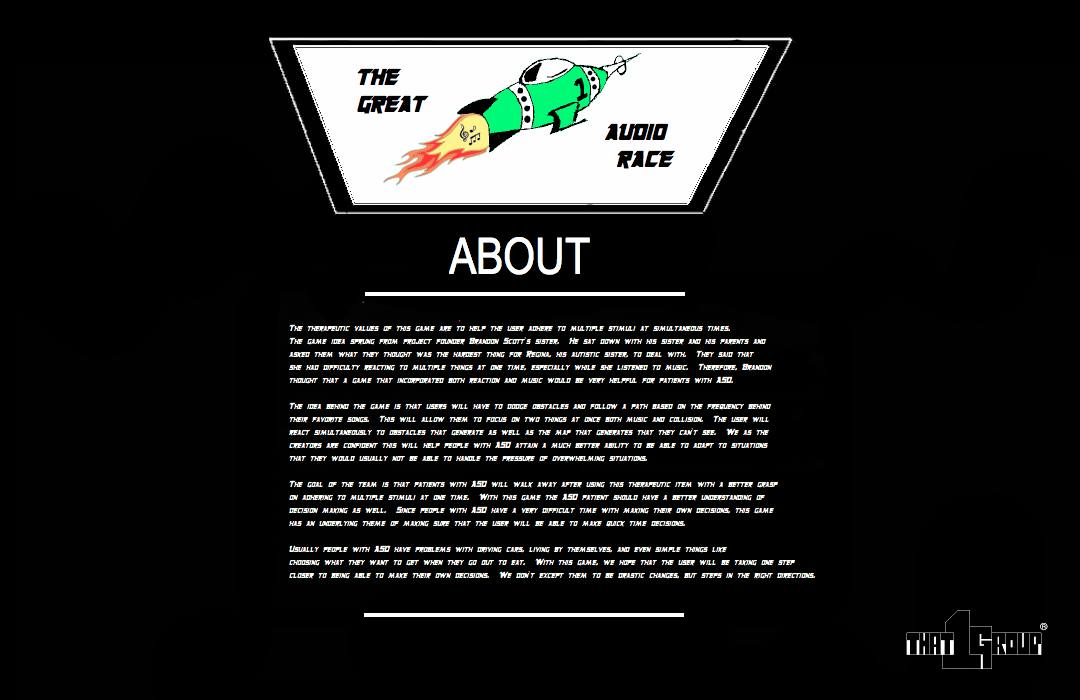 THE
GREAT
1
AUDIO
RACE
ABOUT
The therapeutic values of this game are to help the user adhere to multiple stimuli at simultaneous times.
The game idea sprung from project founder Brandon Scott's sister. He sat down with his sister and his parents and
asked them what they thought was the hardest thing for Regina, his autistic sister, to deal with. They said that
she had difficulty reacting to multiple things at one time, especially while she listened to music. Therefore, Brandon
thought that a game that incorporated both reaction and music would be very helpful for patients with ASD.
The idea behind the game is that users will have to dodge obstacles and follow a path based on the frequency behind
their favorite songs. This will allow them to focus on two things at once both music and collision. The user will
react simultaneously to obstacles that generate as well as the map that generates that they can't see. We as the
creators are confident this will help people with ASD attain a much better ability to be able to adapt to situations
that they would usually not be able to handle the pressure of overwhelming situations.
The goal of the team is that patients with ASD will walk away after using this therapeutic item with a better grasp
on adhering to multiple stimuli at one time. With this game the ASD patient should have a better understanding of
decision making as well. Since people with ASD have a very difficult time with making their own decisions, this game
has an underlying theme of making sure that the user will be able to make quick time decisions.
Usually people with ASD have problems with driving cars, living by themselves, and even simple things like
choosing what they want to get when they go out to eat. With this game, we hope that the user will be taking one step
closer to being able to make their own decisions. We don't except them to be drastic changes, but steps in the right directions.
THAT 1 GROUP ®